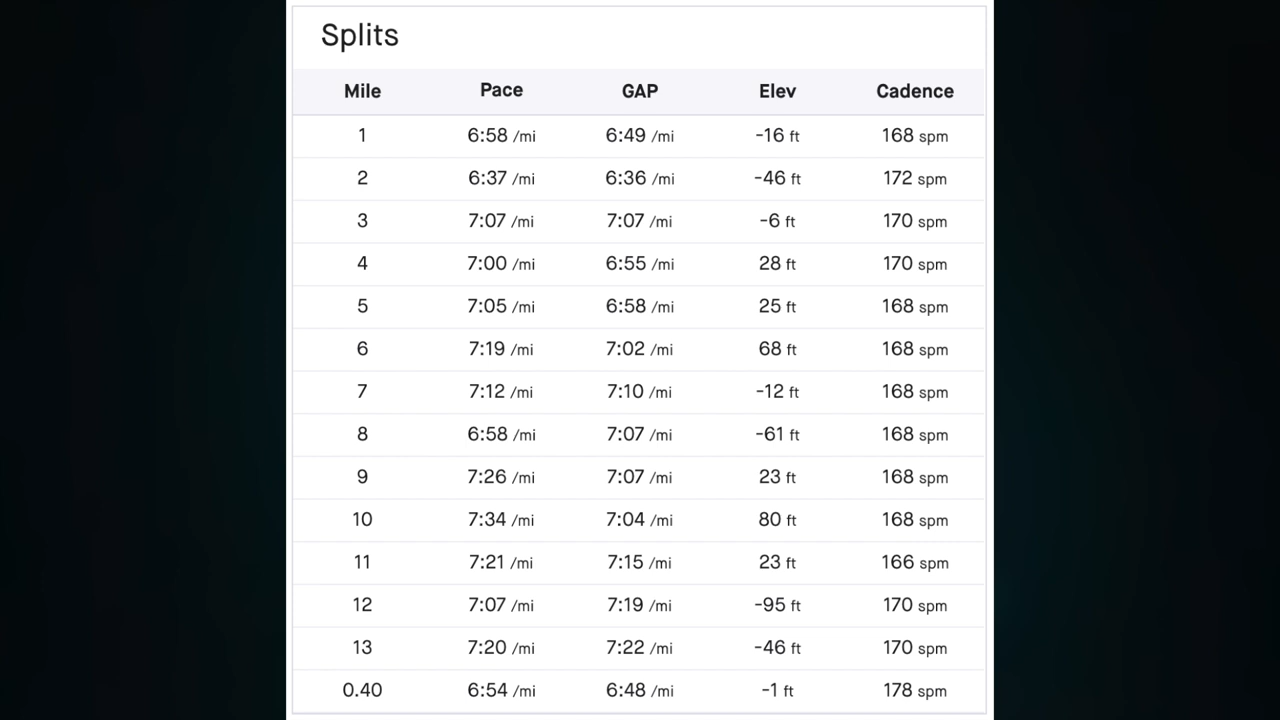 Splits
Mile Pace GAP Elev Cadence
1 6:58 /mi 6:49 /mi -16 ft 168 spm
2 6:37 /mi 6:36 /mi -46 ft 172 spm
3 7:07 /mi 7:07 /mi -6 ft 170 spm
4 7:00 /mi 6:55 /mi 28 ft 170 spm
5 7:05 /mi 6:58 /mi 25 ft 168 spm
6 7:19 /mi 7:02 /mi 68 ft 168 spm
7 7:12 /mi 7:10 /mi -12 ft 168 spm
8 6:58 /mi 7:07 /mi -61 ft 168 spm
9 7:26 /mi 7:07 /mi 23 ft 168 spm
10 7:34 /mi 7:04 /mi 80 ft 168 spm
11 7:21 /mi 7:15 /mi 23 ft 166 spm
12 7:07 /mi 7:19 /mi -95 ft 170 spm
13 7:20 /mi 7:22 /mi -46 ft 170 spm
0.40 6:54 /mi 6:48 /mi -1 ft 178 spm